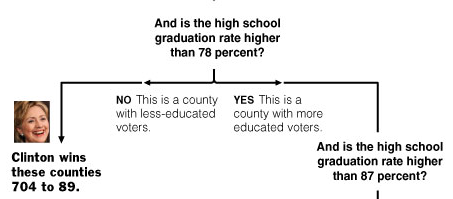 And is the high school
graduation rate higher
than 78 percent?
NO This is a county
with less-educated
voters.
YES This is a
county with more
educated voters.
Clinton wins
these counties
704 to 89.
And is the high school
graduation rate higher
than 87 percent?